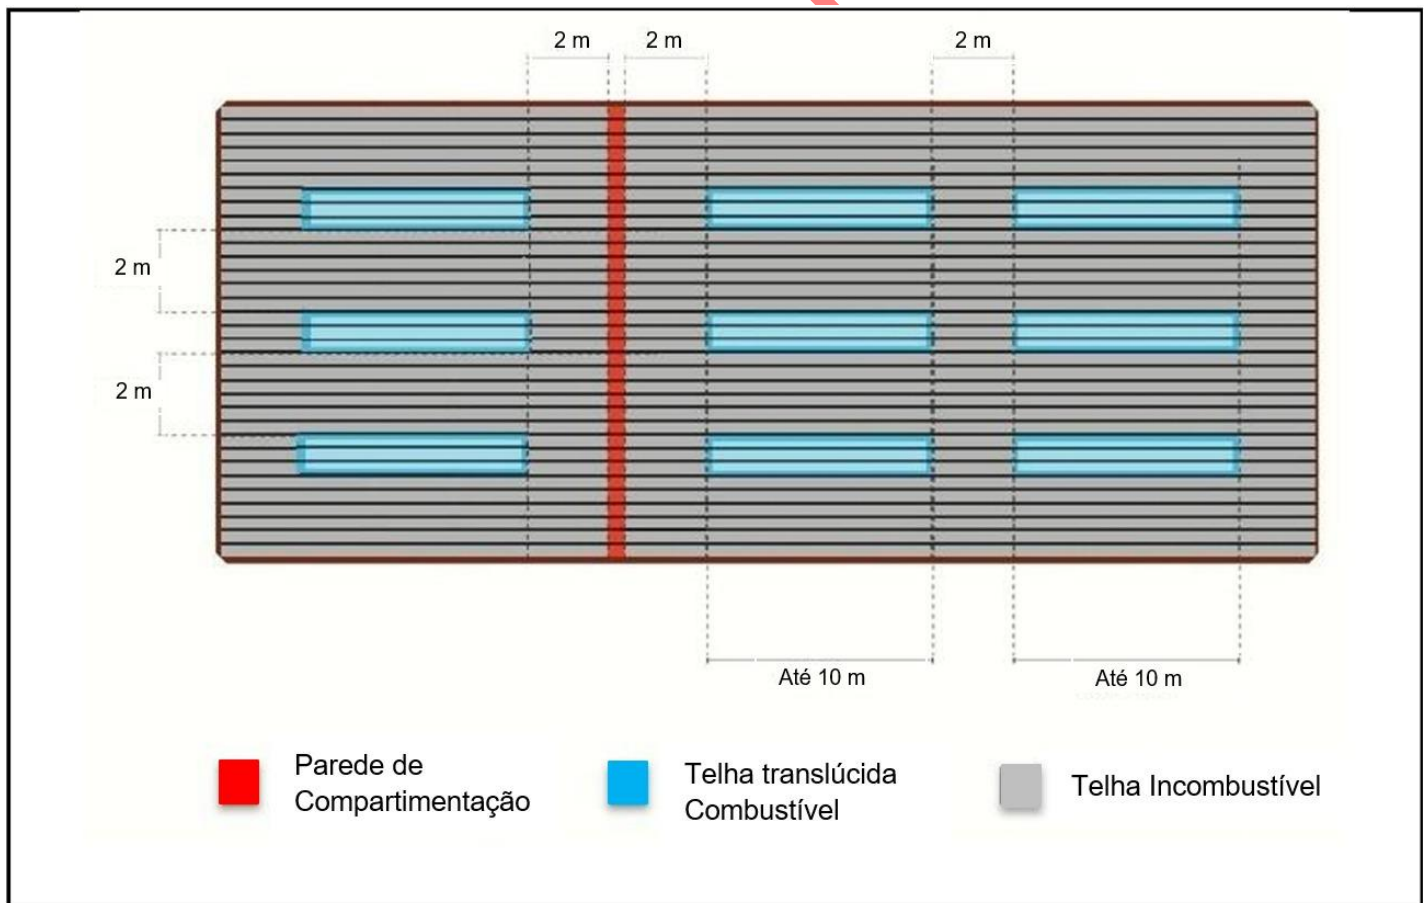 2 m
2 m
2 m
2 m
2 m
Até 10 m
Até 10 m
Parede de
Compartimentação
Telha translúcida
Combustível
Telha Incombustível